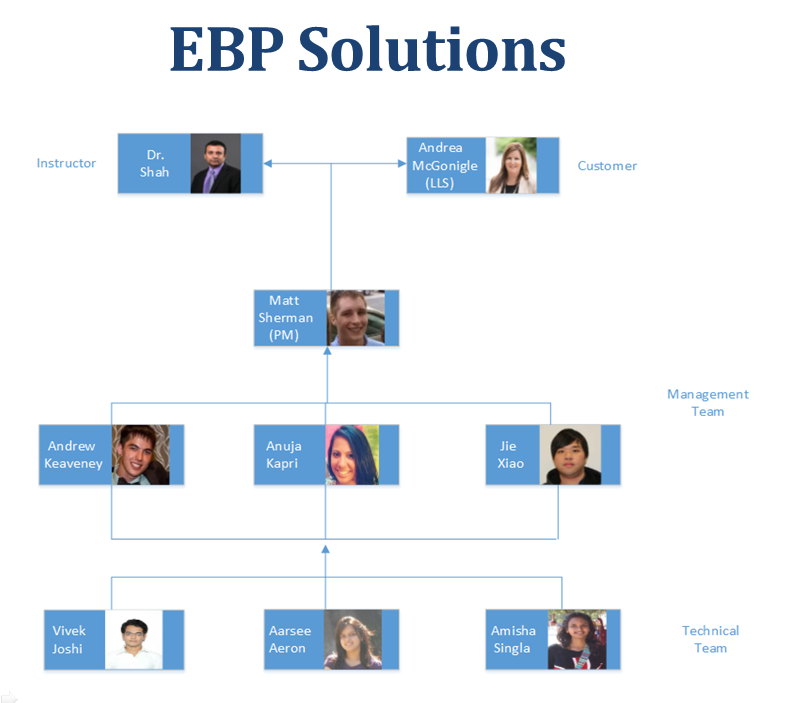 EBP Solutions
Instructor
Dr.
Shah
Andrea
McGonigle
(LLS)
Customer
Matt
Sherman
(PM)
Management
Team
Andrew
Keaveney
Anuja
Kapri
Jie
Xiao
Vivek
Joshi
Aarsee
Aeron
Amisha
Singla
Technical
Team